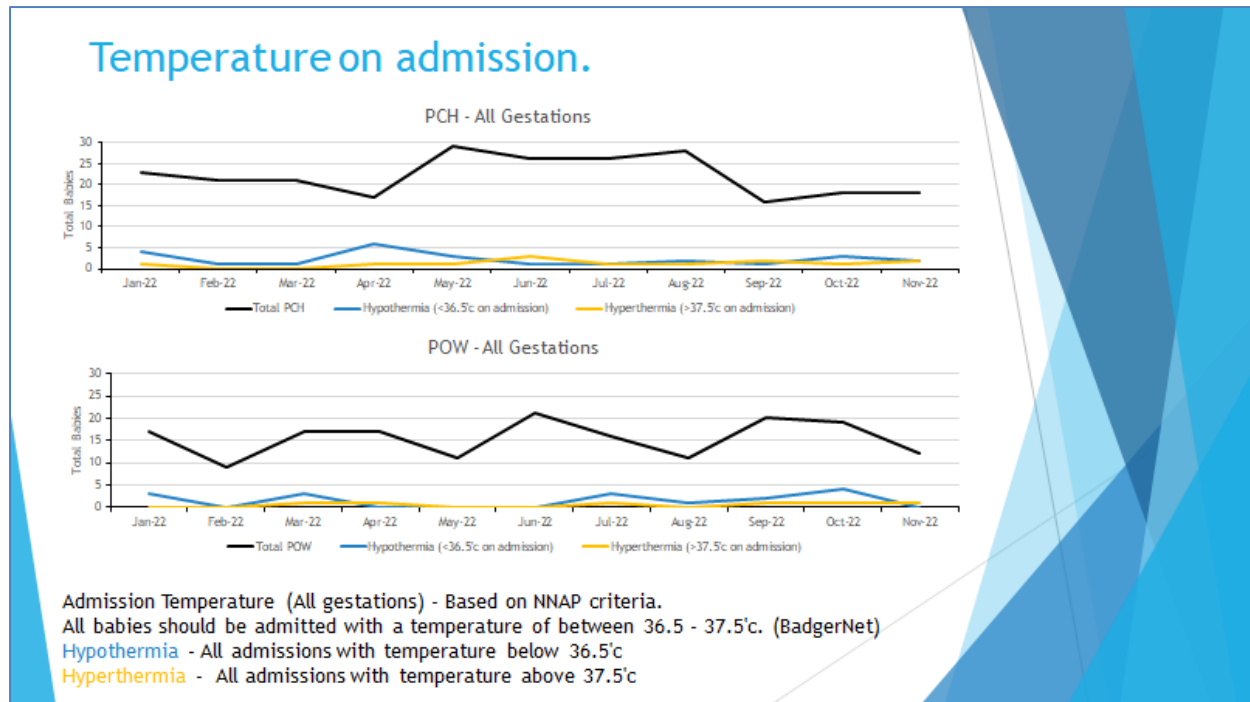 Temperature on admission.
PCH - All Gestations
Total Babies
30
25
20
15
10
5
0
Jan-22 Feb-22 Mar-22 Apr-22 May-22 Jun-22 Jul-22 Aug-22 Sep-22 Oct-22 Nov-22
Total PCH Hypothermia (<36.5'c on admission) Hyperthermia (>37.5'c on admission)
POW - All Gestations
Total Babies
30
25
20
15
10
5
0
Jan-22 Feb-22 Mar-22 Apr-22 May-22 Jun-22 Jul-22 Aug-22 Sep-22 Oct-22 Nov-22
Total POW Hypothermia (<36.5'c on admission) Hyperthermia (>37.5'c on admission)
Admission Temperature (All gestations) - Based on NNAP criteria.
All babies should be admitted with a temperature of between 36.5 - 37.5'c. (BadgerNet)
Hypothermia - All admissions with temperature below 36.5'c
Hyperthermia - All admissions with temperature above 37.5'c